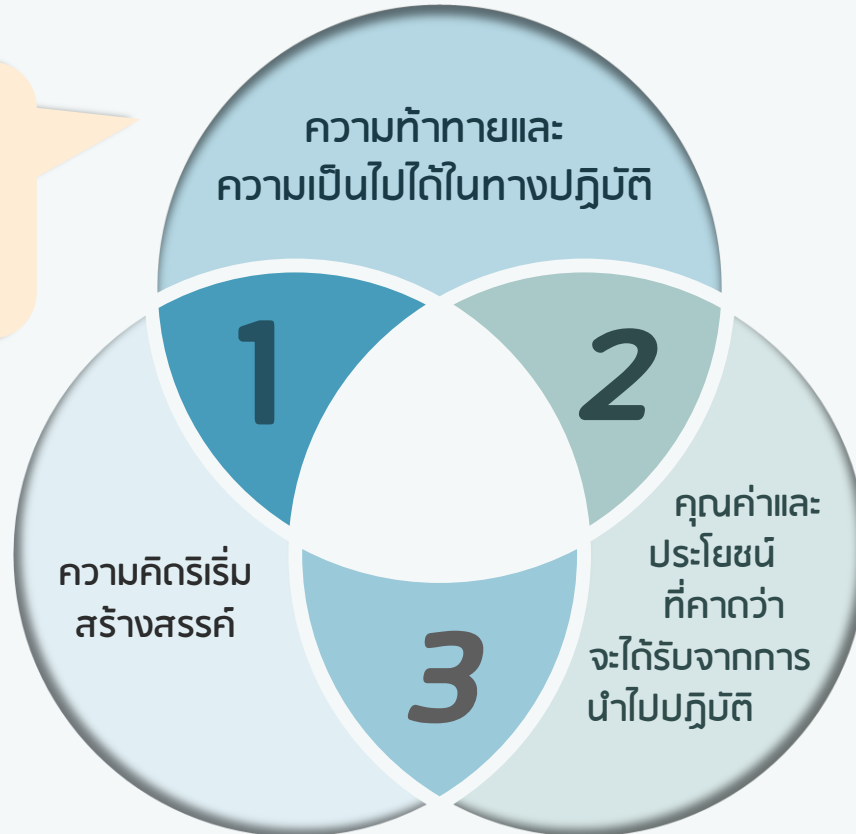 ความท้าทายและ
ความเป็นไปได้ในทางปฏิบัติ
1
2
ความคิดริเริ่ม
สร้างสรรค์
คุณค่าและ
ประโยชน์
ที่คาดว่า
จะได้รับจากการ
นำไปปฏิบัติ
3